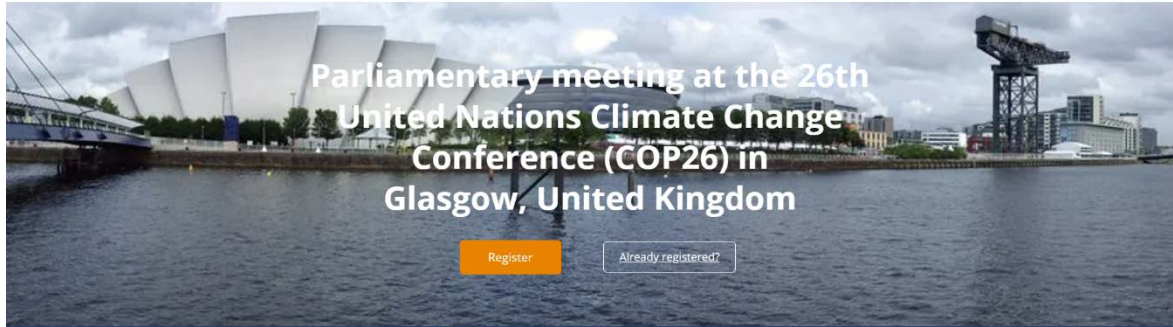 Parliamentary meeting at the 26th
United Nations Climate Change
Conference (COP26) in
Glasgow, United Kingdom
Register
Already registered?